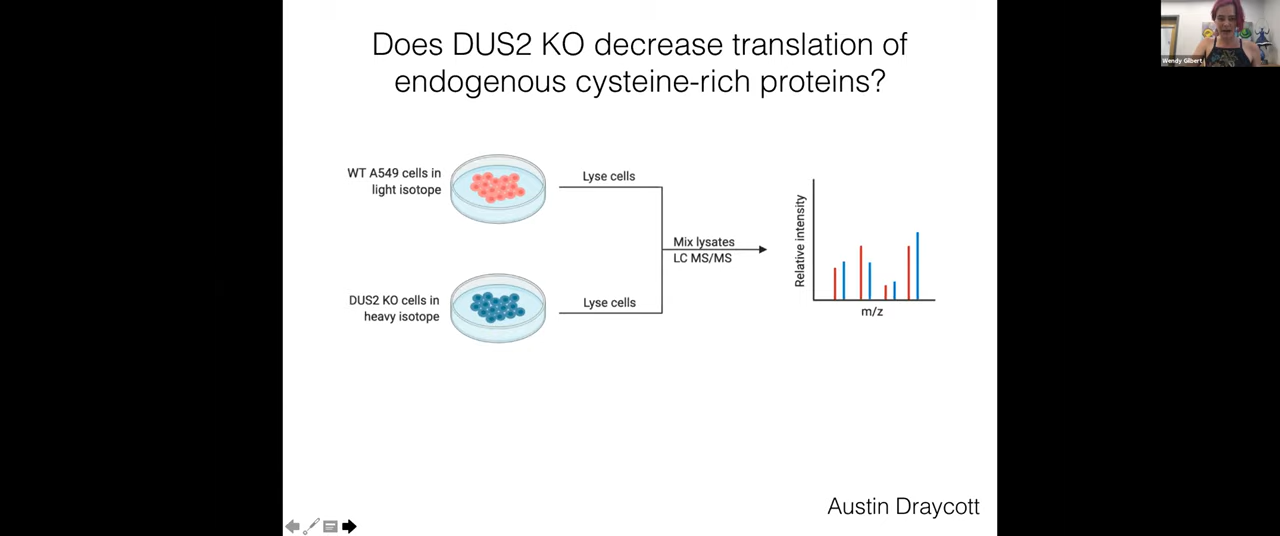 Does DUS2 KO decrease translation of
endogenous cysteine-rich proteins?
WT A549 cells in
light isotope
Lyse cells
Mix lysates
LC MS/MS
DUS2 KO cells in
heavy isotope
Lyse cells
Relative intensity
m/z
Austin Draycott
Wendy Gilbert